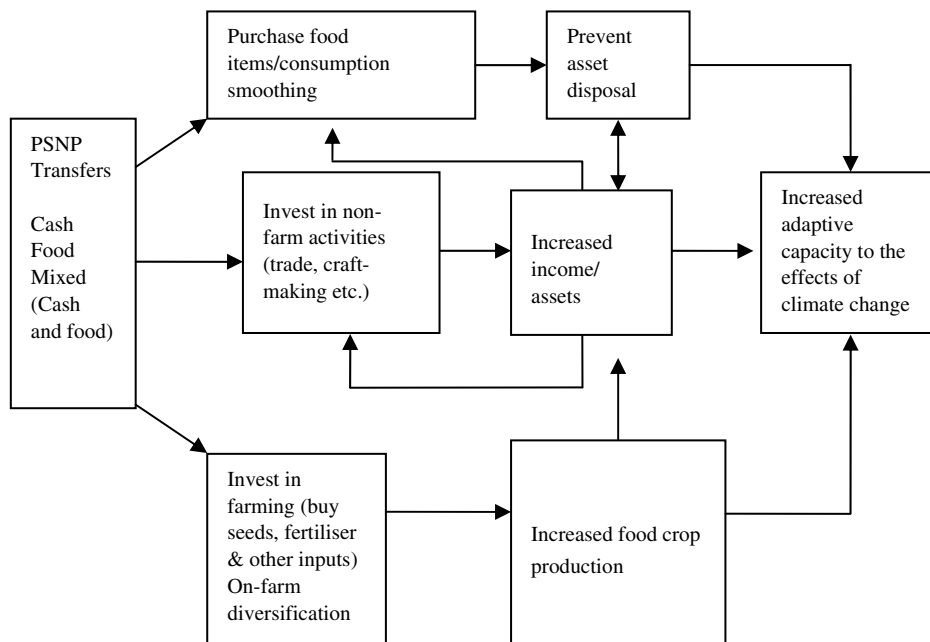 Purchase food
items/consumption
smoothing
Prevent
asset
disposal
PSNP
Transfers
Cash
Food
Mixed
(Cash
and food)
Invest in non-
farm activities
(trade, craft-
making etc.)
Increased
income/
assets
Increased
adaptive
capacity to the
effects of
climate change
Invest in
farming (buy
seeds, fertiliser
& other inputs)
On-farm
diversification
Increased food crop
production